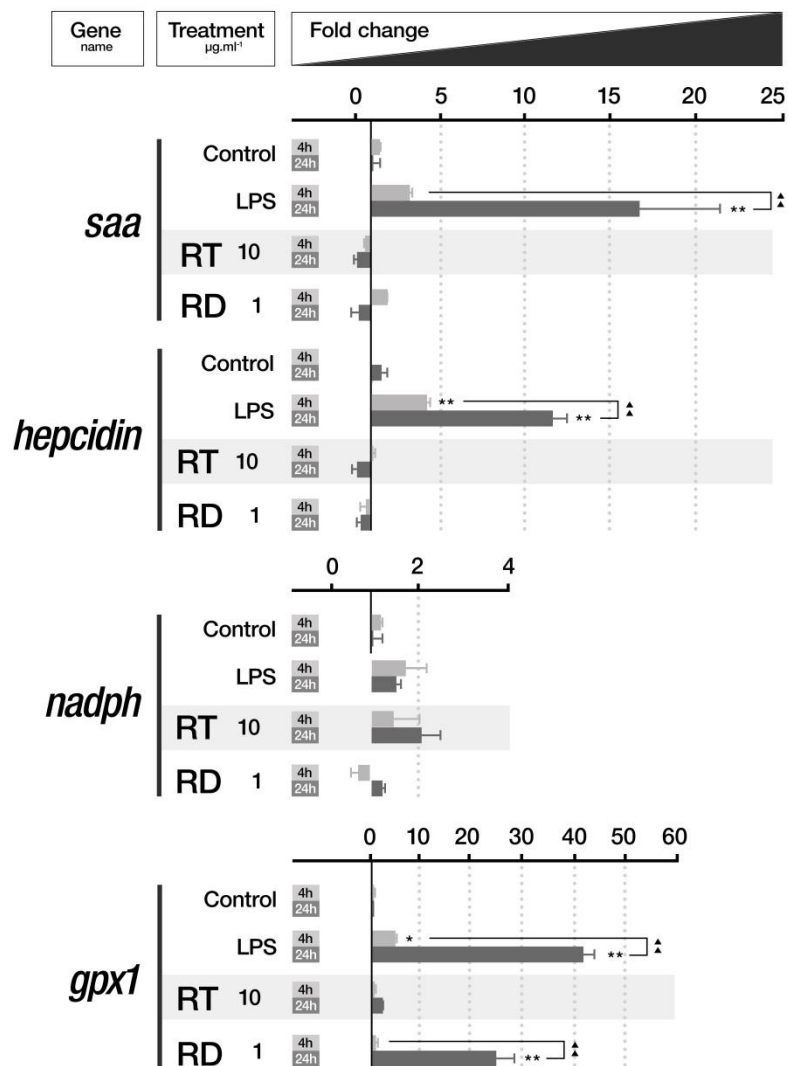 Gene Treatment Fold change
name µg.ml-1
0 5 10 15 20 25
saa
Control 4h
24h
LPS 4h
24h **
▲▲
RT 10 4h
24h
RD 1 4h
24h
hepcidin
Control 4h
24h
LPS 4h **
24h **
▲▲
RT 10 4h
24h
RD 1 4h
24h
0 2 4
nadph
Control 4h
24h
LPS 4h
24h
RT 10 4h
24h
RD 1 4h
24h
0 10 20 30 40 50 60
gpx1
Control 4h
24h
LPS 4h *
24h **
▲▲
RT 10 4h
24h
RD 1 4h
24h **
▲▲